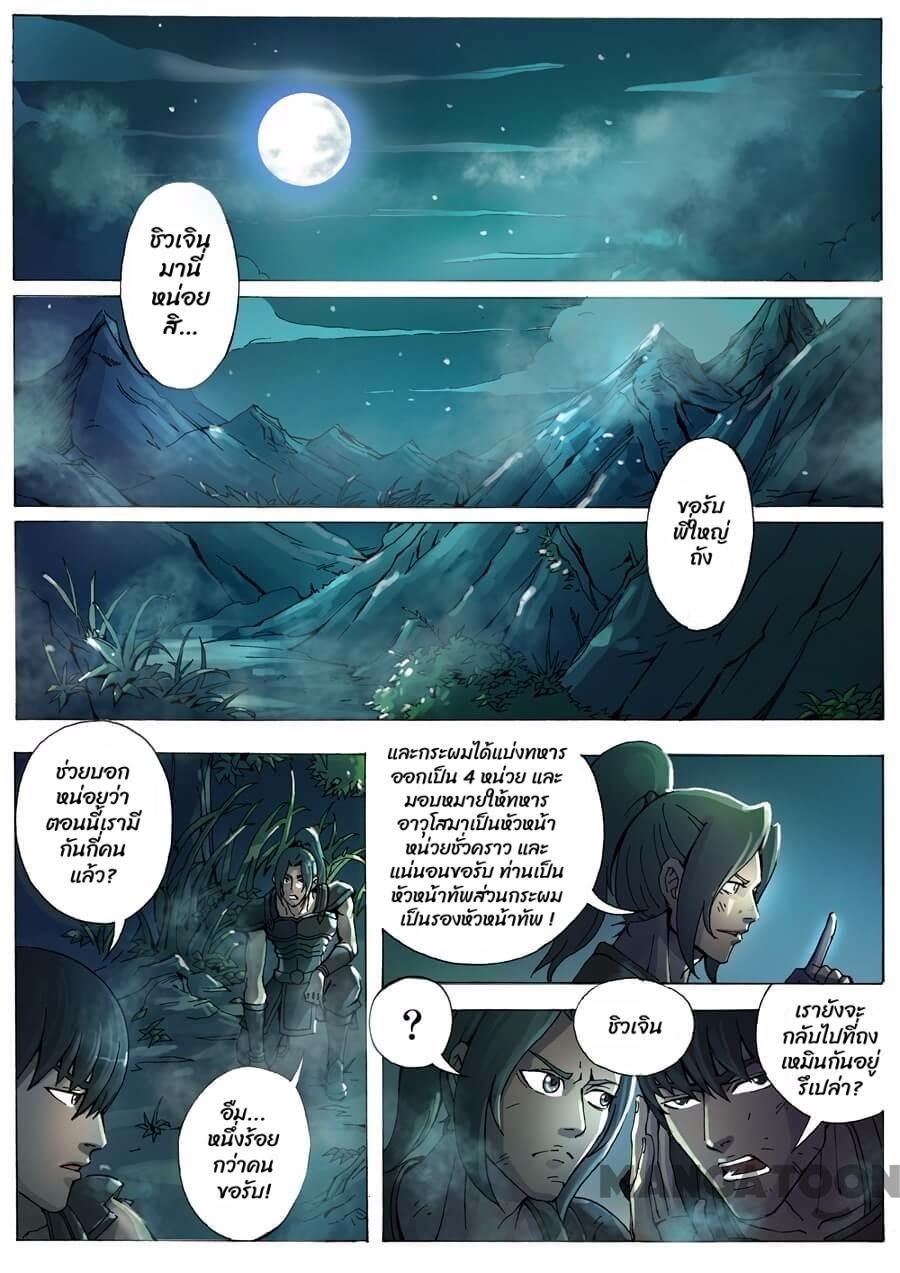 ชิวเจิน
มานี่
หน่อย
สิ...
ขอรับ
พี่ใหญ่
ถัง
ช่วยบอก
หน่อยว่า
ตอนนี้เรามี
กันกี่คน
แล้ว?
อืม...
หนึ่งร้อย
กว่าคน
ขอรับ!
และกระผมได้แบ่งทหาร
ออกเป็น 4 หน่วย และ
มอบหมายให้ทหาร
อาวุโสมาเป็นหัวหน้า
หน่วยชั่วคราว และ
แน่นอนขอรับ ท่านเป็น
หัวหน้าทัพส่วนกระผม
เป็นรองหัวหน้าทัพ !
?
ชิวเจิน
เรายังจะ
กลับไปที่ถง
เหมินกันอยู่
รึเปล่า?
MANGATOON